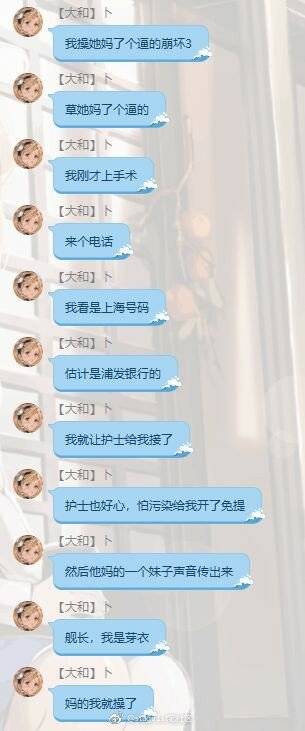 【大和】卜
我操她妈了个逼的崩坏3
【大和】卜
草她妈了个逼的
【大和】卜
我刚才上手术
【大和】卜
来个电话
【大和】卜
我看是上海号码
【大和】卜
估计是浦发银行的
【大和】卜
我就让护士给我接了
【大和】卜
护士也好心，怕污染给我开了免提
【大和】卜
然后他妈的一个妹子声音传出来
【大和】卜
舰长，我是芽衣
【大和】卜
妈的我就操了